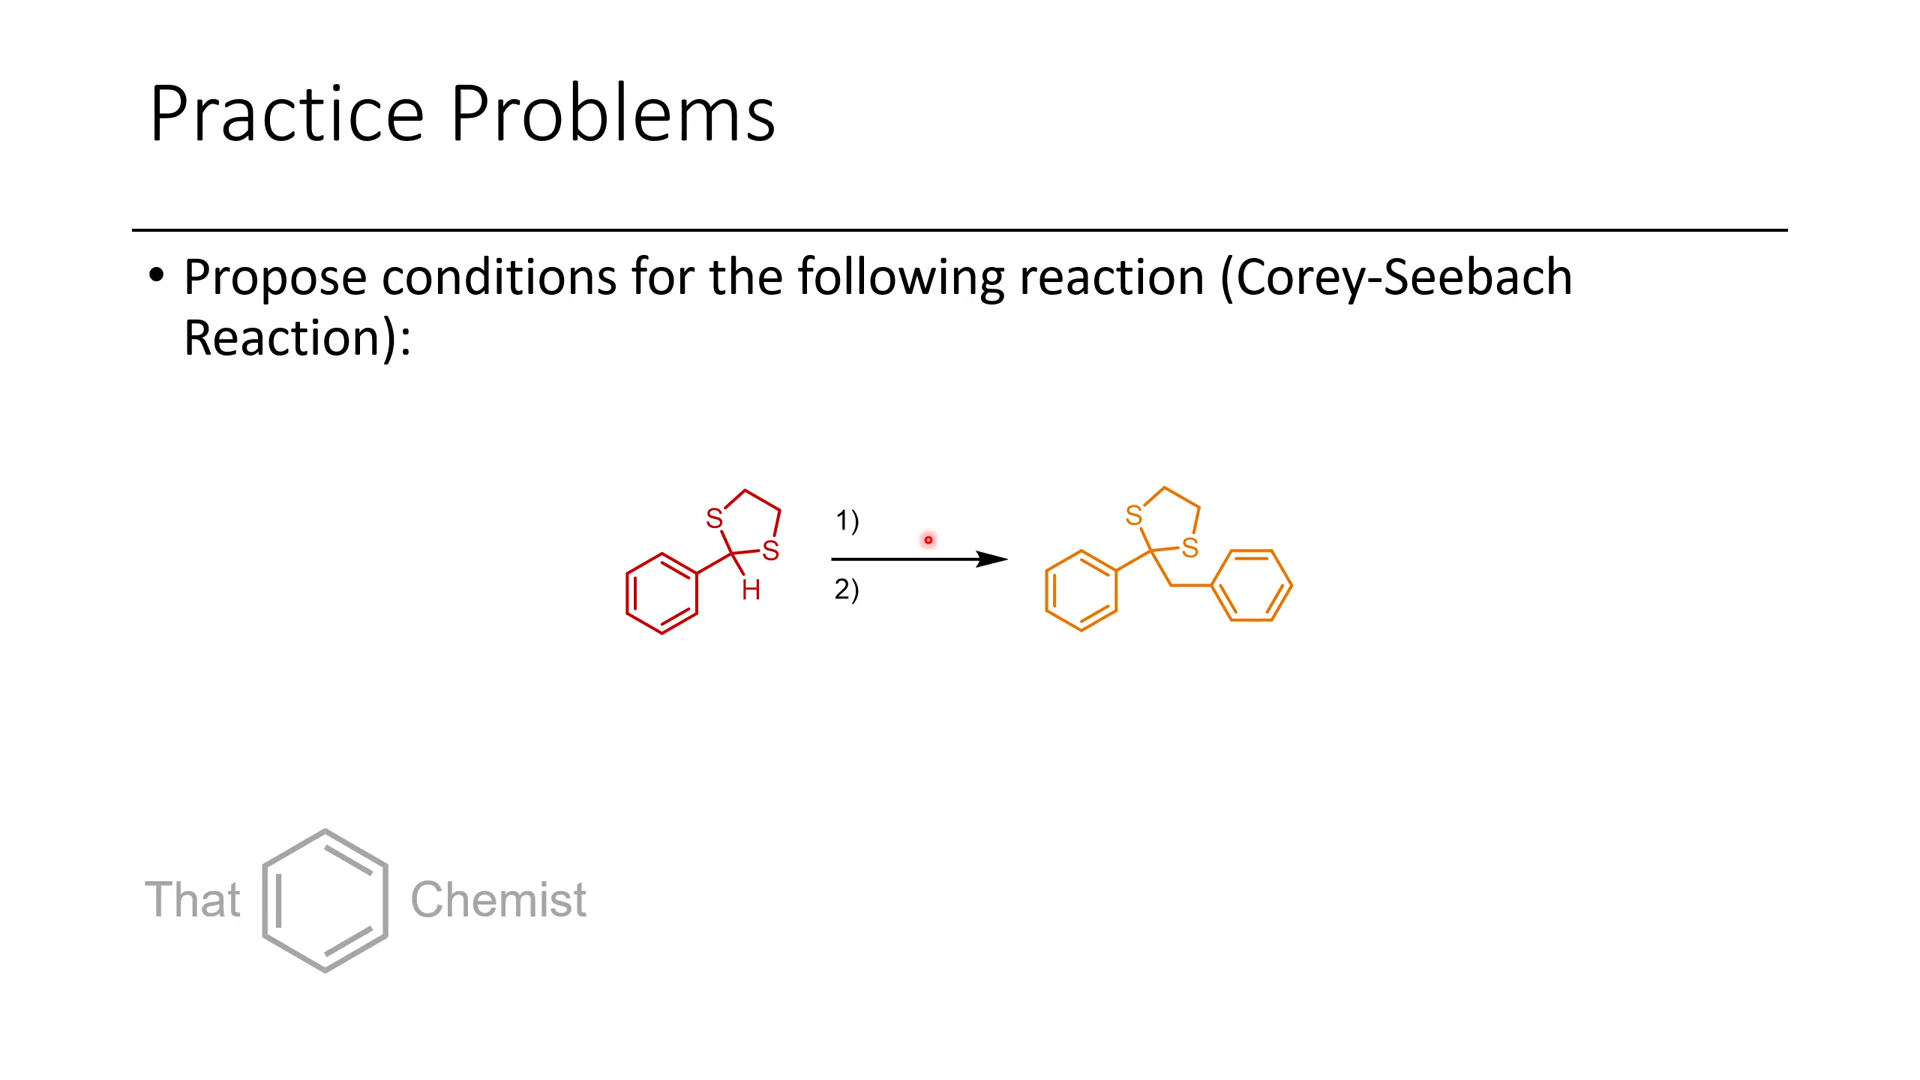 Practice Problems
• Propose conditions for the following reaction (Corey-Seebach
Reaction):
S
S
H
1)
2)
S
S
That Chemist